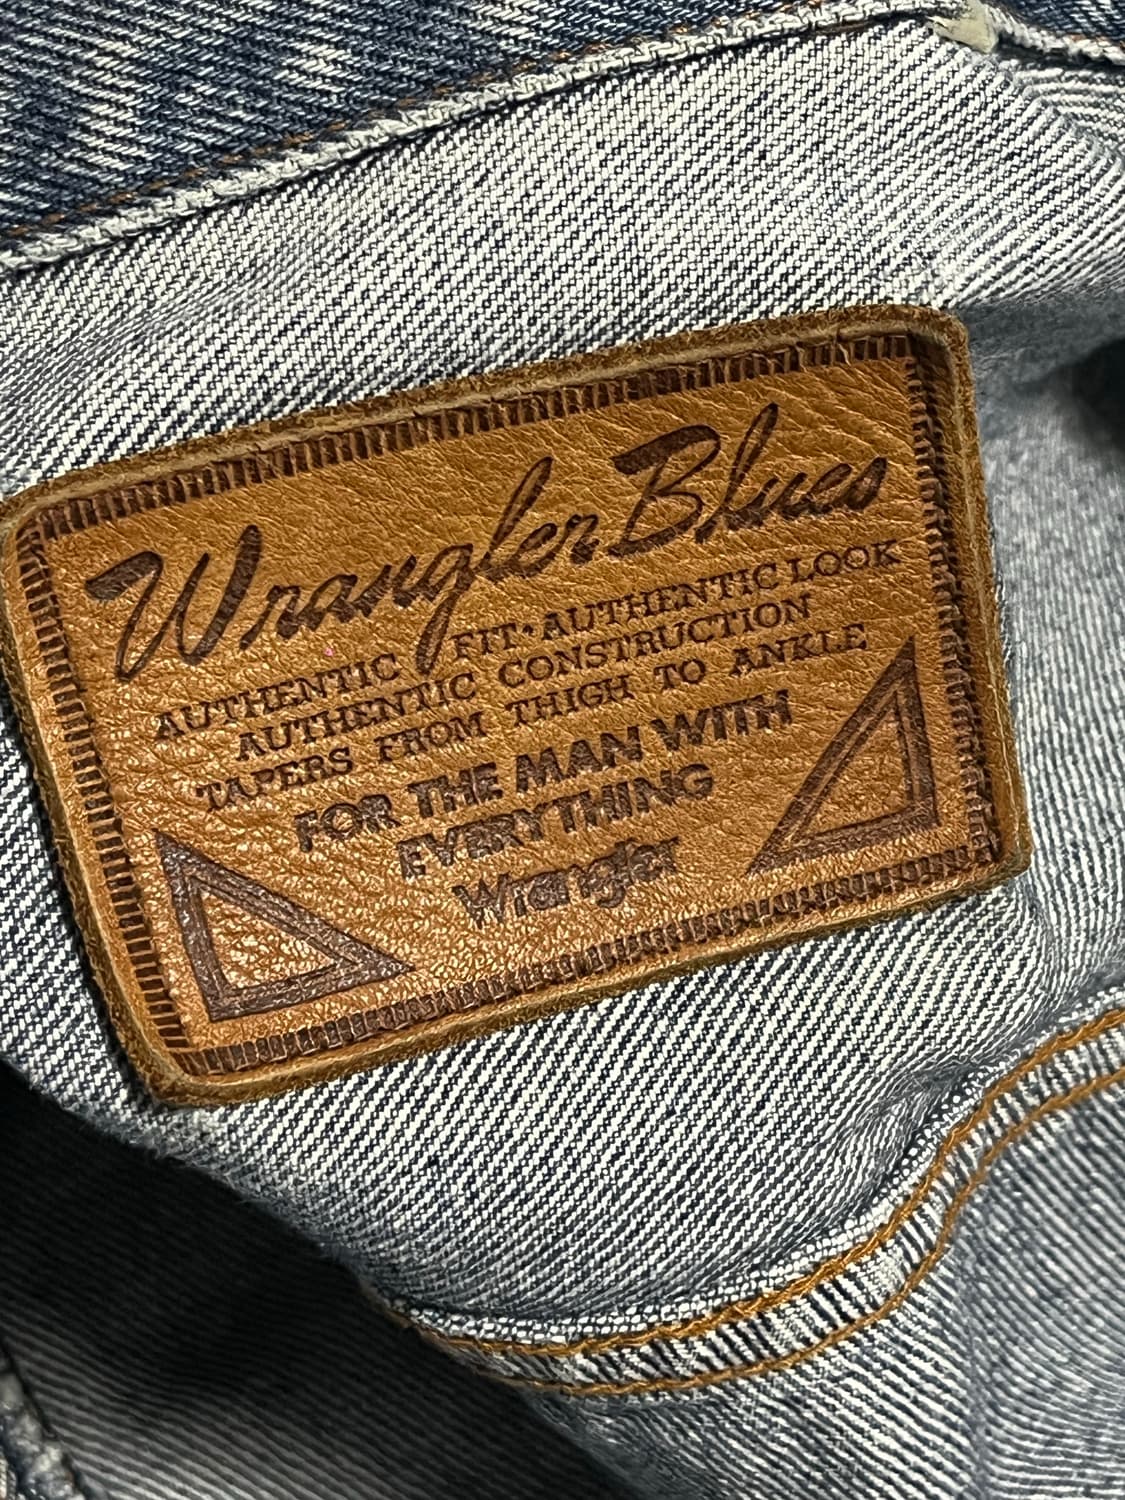 Wrangler Blues
AUTHENTIC FIT • AUTHENTIC LOOK
AUTHENTIC CONSTRUCTION
TAPERS FROM THIGH TO ANKLE
FOR THE MAN WITH
EVERYTHING
Wrangler